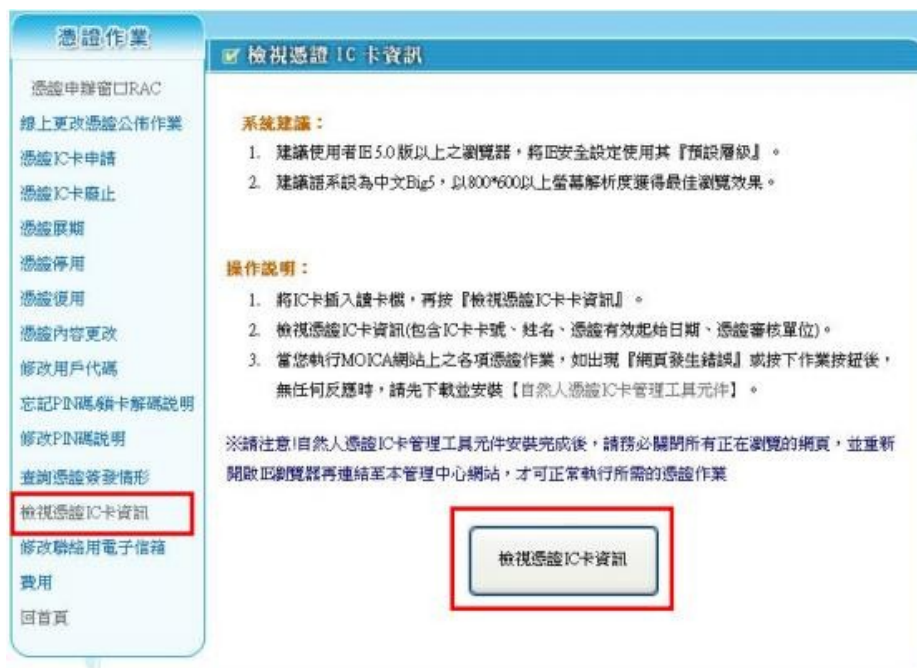 憑證作業
憑證申辦窗口RAC
線上更改憑證公佈作業
憑證IC卡申請
憑證IC卡廢止
憑證展期
憑證停用
憑證復用
憑證內容更改
修改用戶代碼
忘記PIN碼/鎖卡解碼說明
修改PIN碼說明
查詢憑證簽發情形
檢視憑證IC卡資訊
修改聯絡用電子信箱
費用
回首頁
檢視憑證 IC 卡資訊
系統建議：
1. 建議使用者IE5.0版以上之瀏覽器，將IE安全設定使用其『預設層級』。
2. 建議語系設為中文Big5，以800*600以上螢幕解析度獲得最佳瀏覽效果。
操作說明：
1. 將IC卡插入讀卡機，再按『檢視憑證IC卡卡資訊』。
2. 檢視憑證IC卡資訊(包含IC卡卡號、姓名、憑證有效起始日期、憑證審核單位)。
3. 當您執行MOICA網站上之各項憑證作業，如出現『網頁發生錯誤』或按下作業按鈕後，
無任何反應時，請先下載並安裝【自然人憑證IC卡管理工具元件】。
※請注意!自然人憑證IC卡管理工具元件安裝完成後，請務必關閉所有正在瀏覽的網頁，並重新
開啟IE瀏覽器再連結至本管理中心網站，才可正常執行所需的憑證作業
檢視憑證IC卡資訊